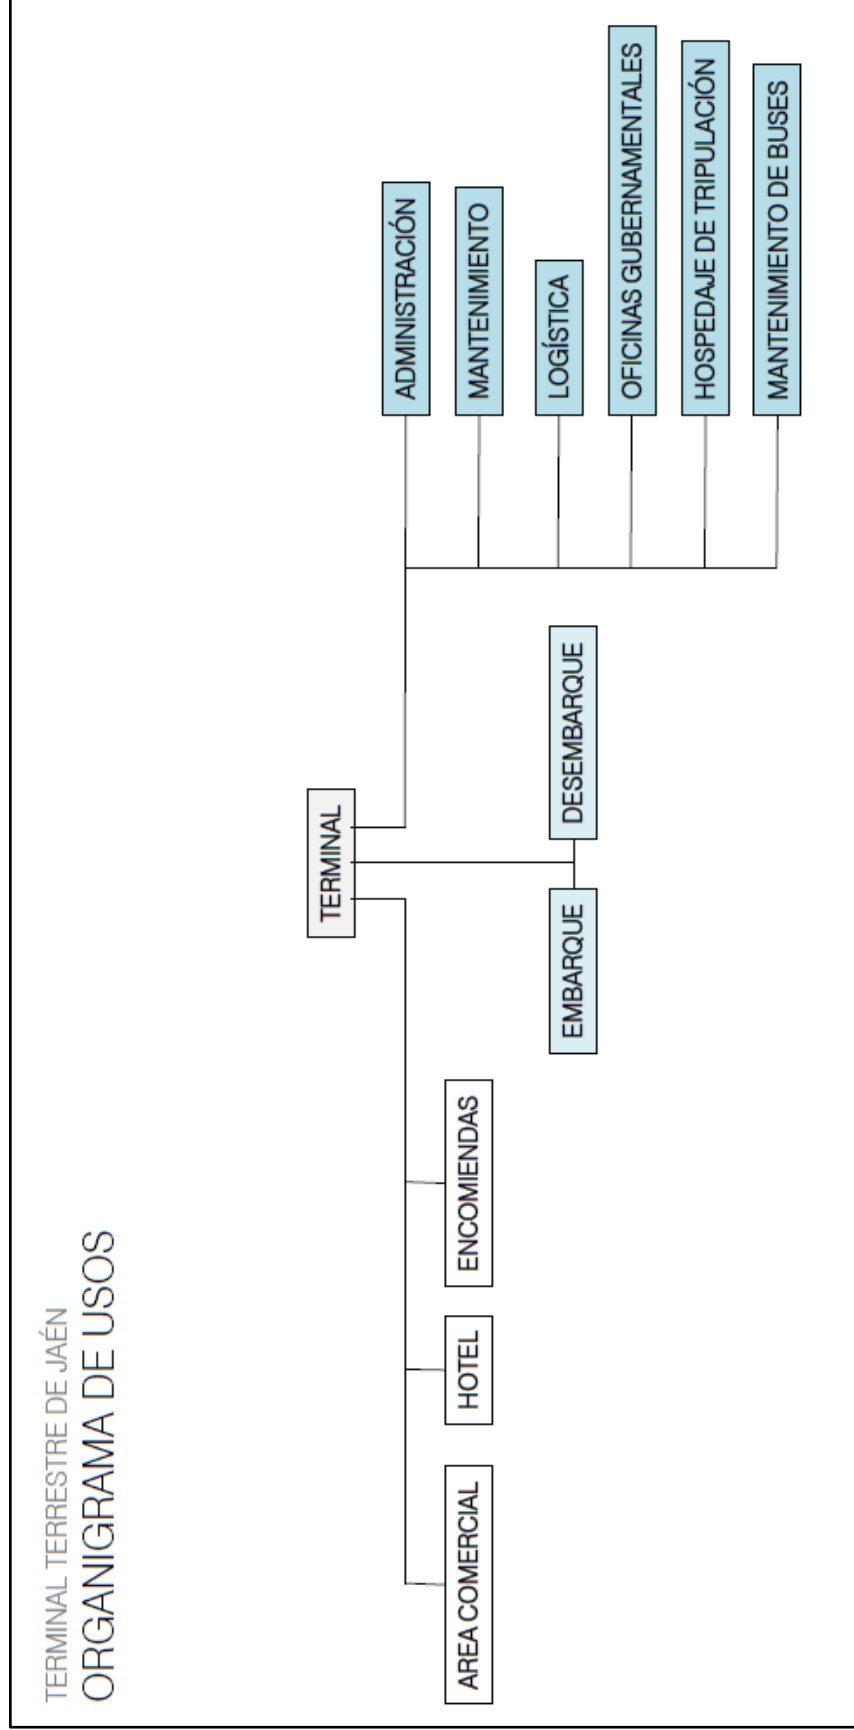 TERMINAL TERRESTRE DE JAÉN
ORGANIGRAMA DE USOS
TERMINAL
AREA COMERCIAL
HOTEL
ENCOMIENDAS
EMBARQUE
DESEMBARQUE
ADMINISTRACIÓN
MANTENIMIENTO
LOGÍSTICA
OFICINAS GUBERNAMENTALES
HOSPEDAJE DE TRIPULACIÓN
MANTENIMIENTO DE BUSES